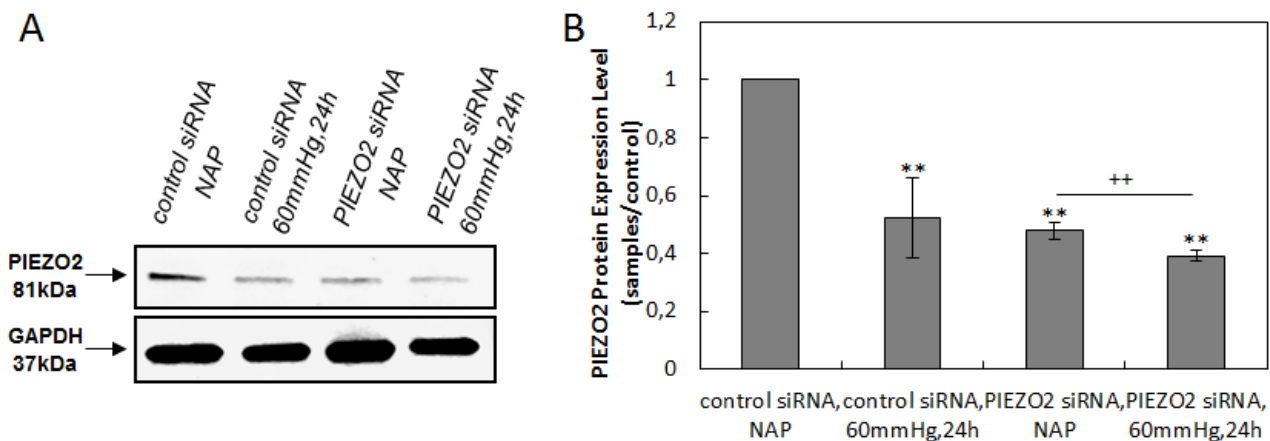 A
control siRNA
NAP
control siRNA
60mmHg,24h
PIEZO2 siRNA
NAP
PIEZO2 siRNA
60mmHg,24h
PIEZO2
81kDa
GAPDH
37kDa
B
PIEZO2 Protein Expression Level
(samples/control)
1,2
1
0,8
0,6
0,4
0,2
0
**
**
++
**
control siRNA,
NAP
control siRNA,
60mmHg,24h
PIEZO2 siRNA,
NAP
PIEZO2 siRNA,
60mmHg,24h